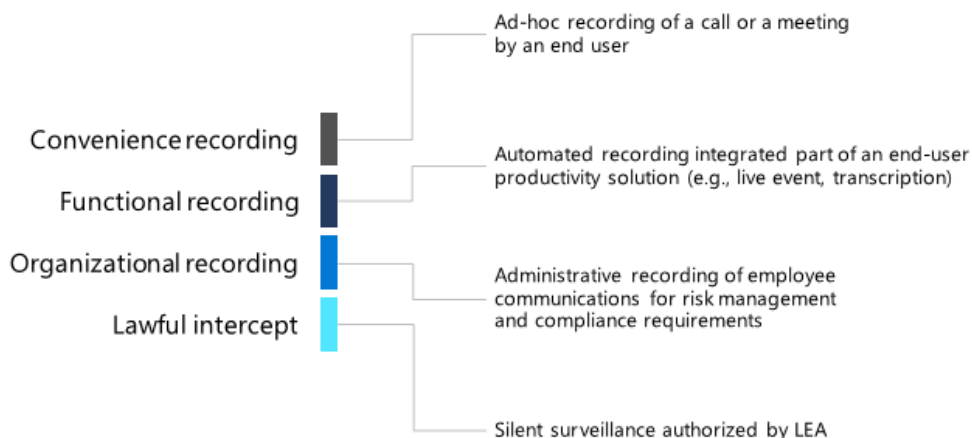 Ad-hoc recording of a call or a meeting
by an end user
Convenience recording
Automated recording integrated part of an end-user
productivity solution (e.g., live event, transcription)
Functional recording
Organizational recording
Administrative recording of employee
communications for risk management
and compliance requirements
Lawful intercept
Silent surveillance authorized by LEA